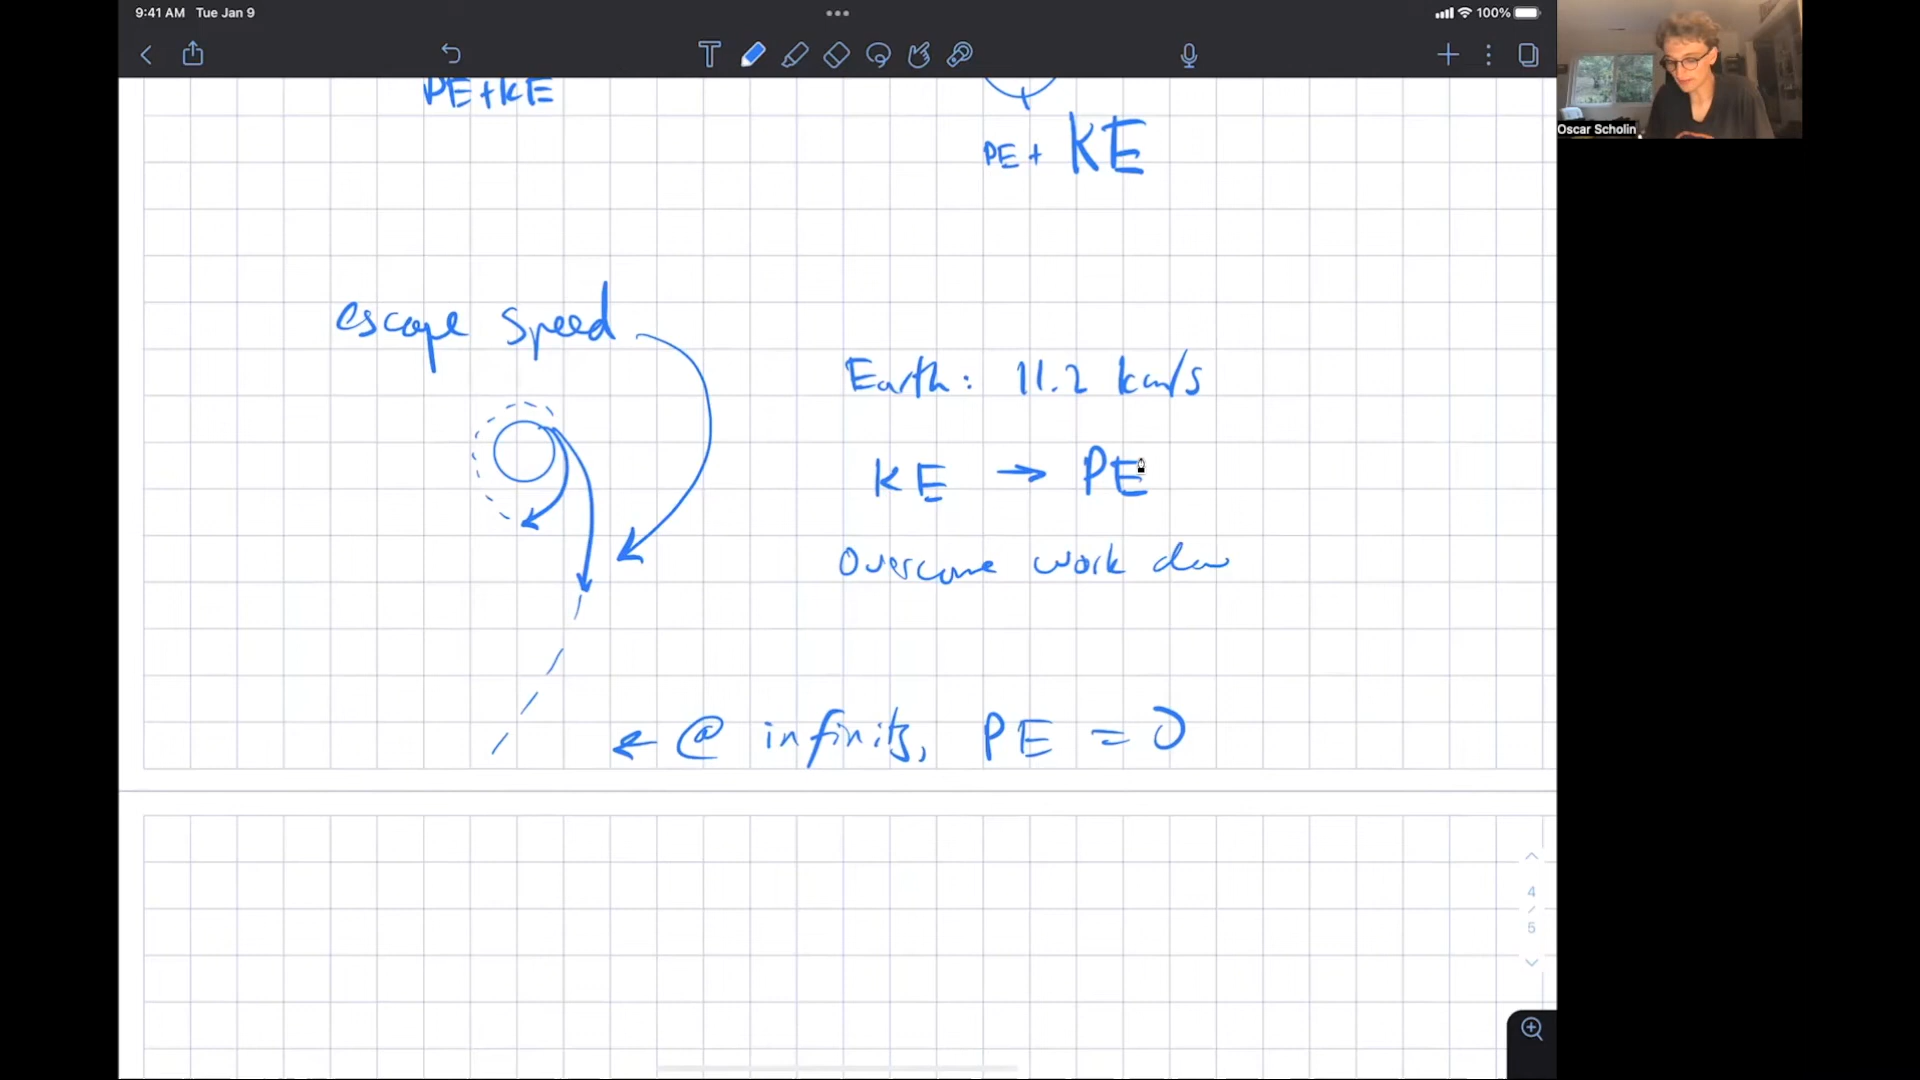 9:41 AM Tue Jan 9
100%
Oscar Scholin
PE+KE
PE + KE
escape speed
Earth: 11.2 km/s
KE → PE
Overcome work
← @ infinity, PE = 0
4
/
5